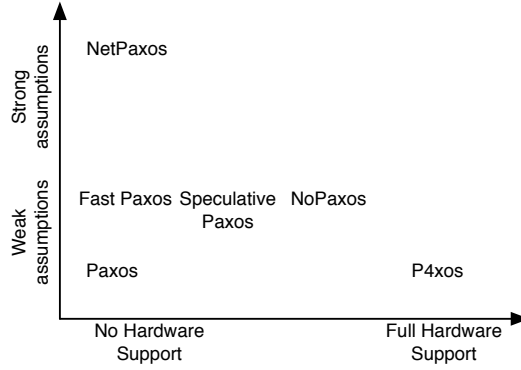 NetPaxos
Strong
assumptions
Fast Paxos
Speculative
Paxos
NoPaxos
Weak
assumptions
Paxos
P4xos
No Hardware
Support
Full Hardware
Support